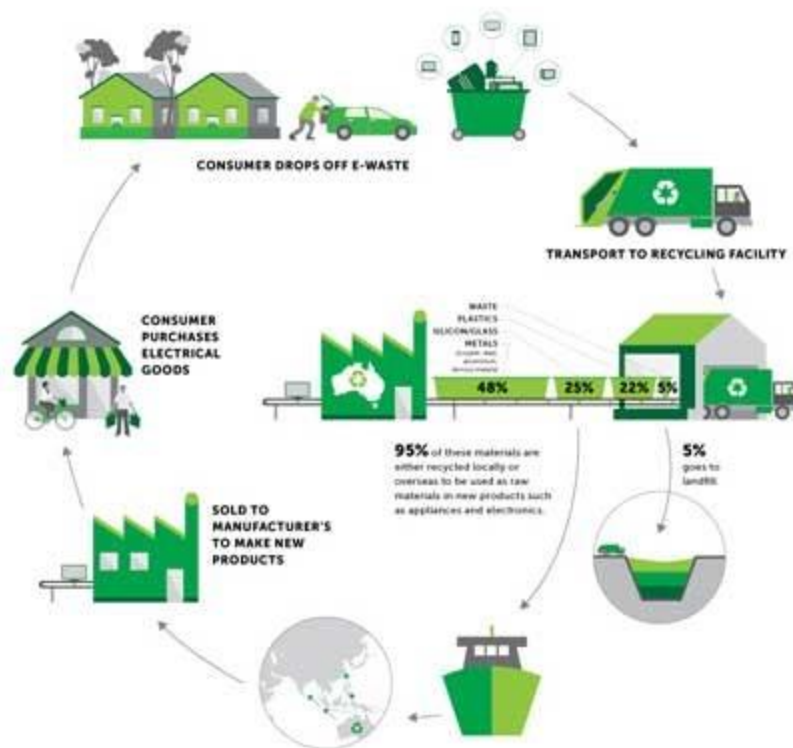 CONSUMER DROPS OFF E-WASTE
TRANSPORT TO RECYCLING FACILITY
WASTE
PLASTICS
SILICON/GLASS
METALS
48%
25%
22%
5%
95% of these materials are
either recycled locally or
overseas to be used as raw
materials in new products such
as appliances and electronics.
5%
goes to
landfill
CONSUMER
PURCHASES
ELECTRICAL
GOODS
SOLD TO
MANUFACTURER'S
TO MAKE NEW
PRODUCTS